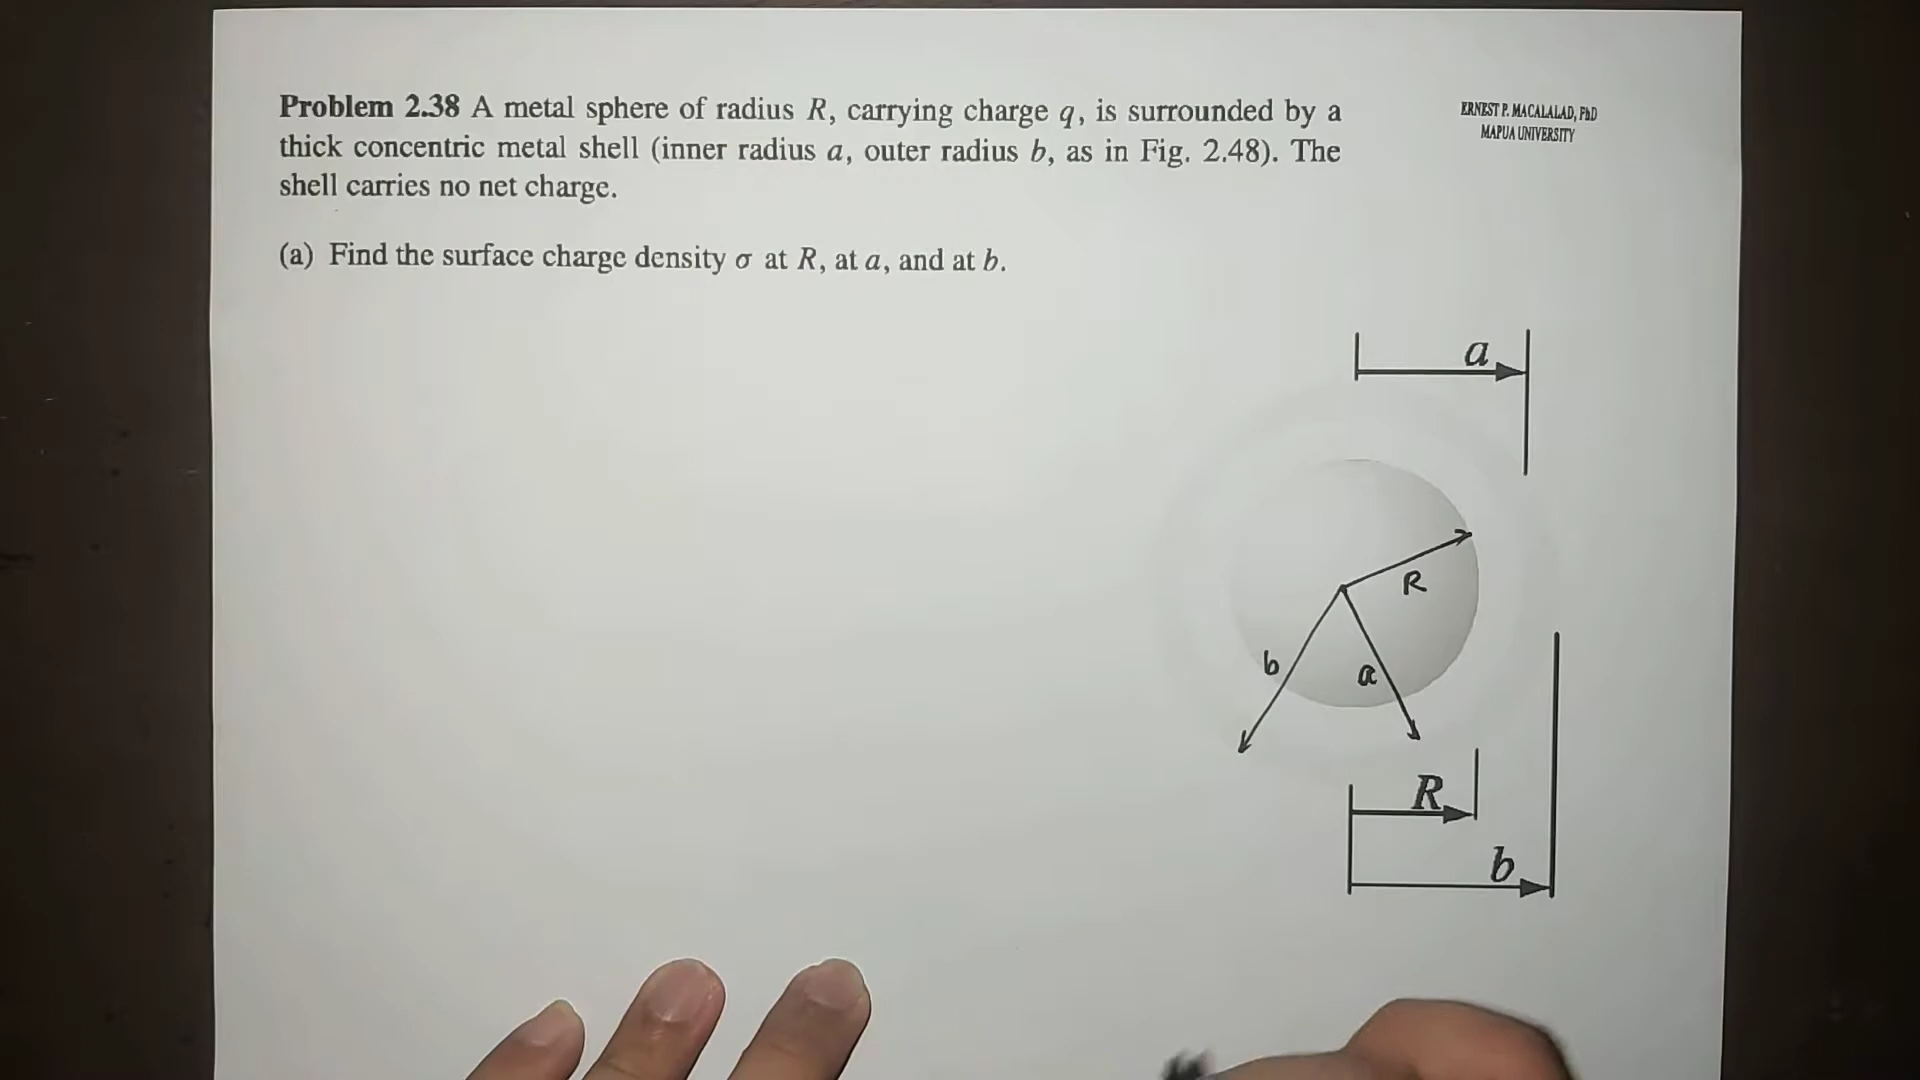 Problem 2.38 A metal sphere of radius R, carrying charge q, is surrounded by a
thick concentric metal shell (inner radius a, outer radius b, as in Fig. 2.48). The
shell carries no net charge.
ERNEST P. MACALALAD, PhD
MAPUA UNIVERSITY
(a) Find the surface charge density σ at R, at a, and at b.
a
R
b
a
R
b